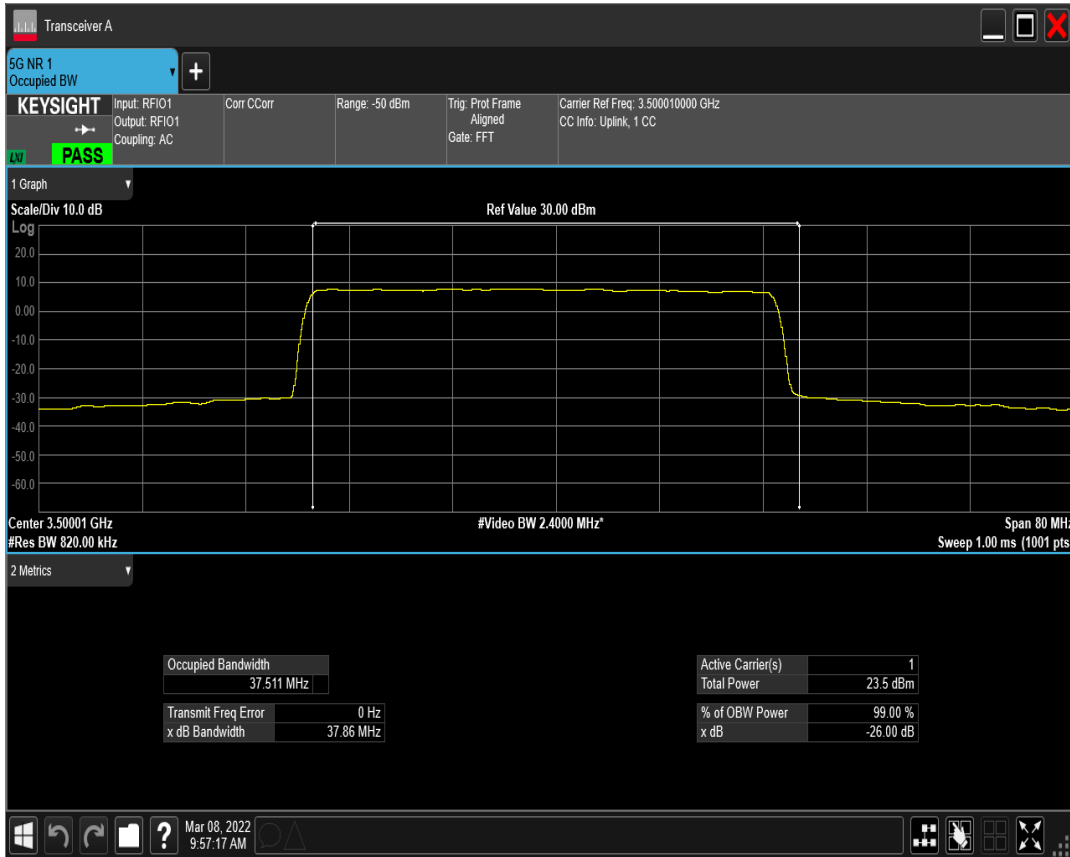 Transceiver A
5G NR 1
Occupied BW
+
KEYSIGHT
LXI
PASS
Input: RFIO1
Output: RFIO1
Coupling: AC
Corr CCorr
Range: -50 dBm
Trig: Prot Frame
Aligned
Gate: FFT
Carrier Ref Freq: 3.500010000 GHz
CC Info: Uplink, 1 CC
1 Graph
Scale/Div 10.0 dB
Ref Value 30.00 dBm
Log
20.0
10.0
0.00
-10.0
-20.0
-30.0
-40.0
-50.0
-60.0
Center 3.50001 GHz
#Video BW 2.4000 MHz*
Span 80 MHz
#Res BW 820.00 kHz
Sweep 1.00 ms (1001 pts
2 Metrics
Occupied Bandwidth
37.511 MHz
Transmit Freq Error 0 Hz
x dB Bandwidth 37.86 MHz
Active Carrier(s) 1
Total Power 23.5 dBm
% of OBW Power 99.00 %
x dB -26.00 dB
?
Mar 08, 2022
9:57:17 AM